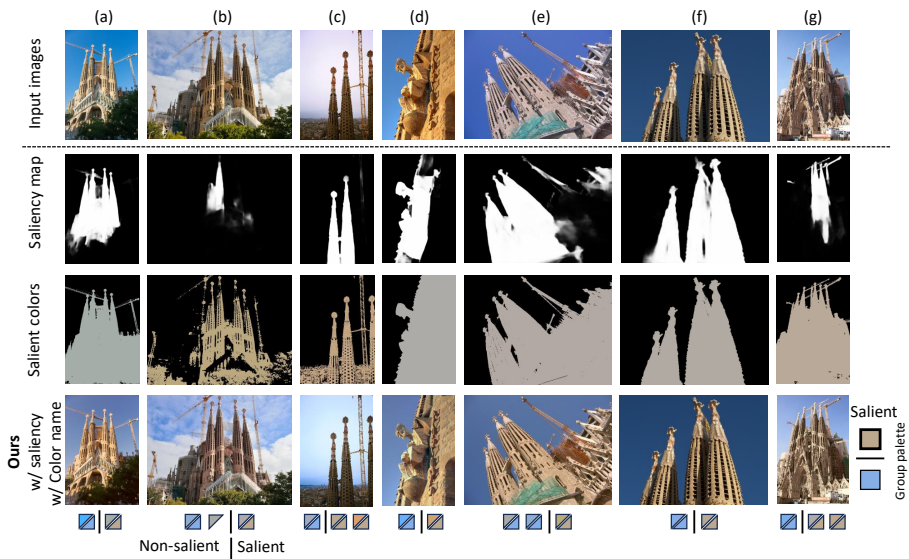 (a) (b) (c) (d) (e) (f) (g)
Input images
Saliency map
Salient colors
Ours
w/ saliency
w/ Color name
Salient
Group palette
Non-salient Salient